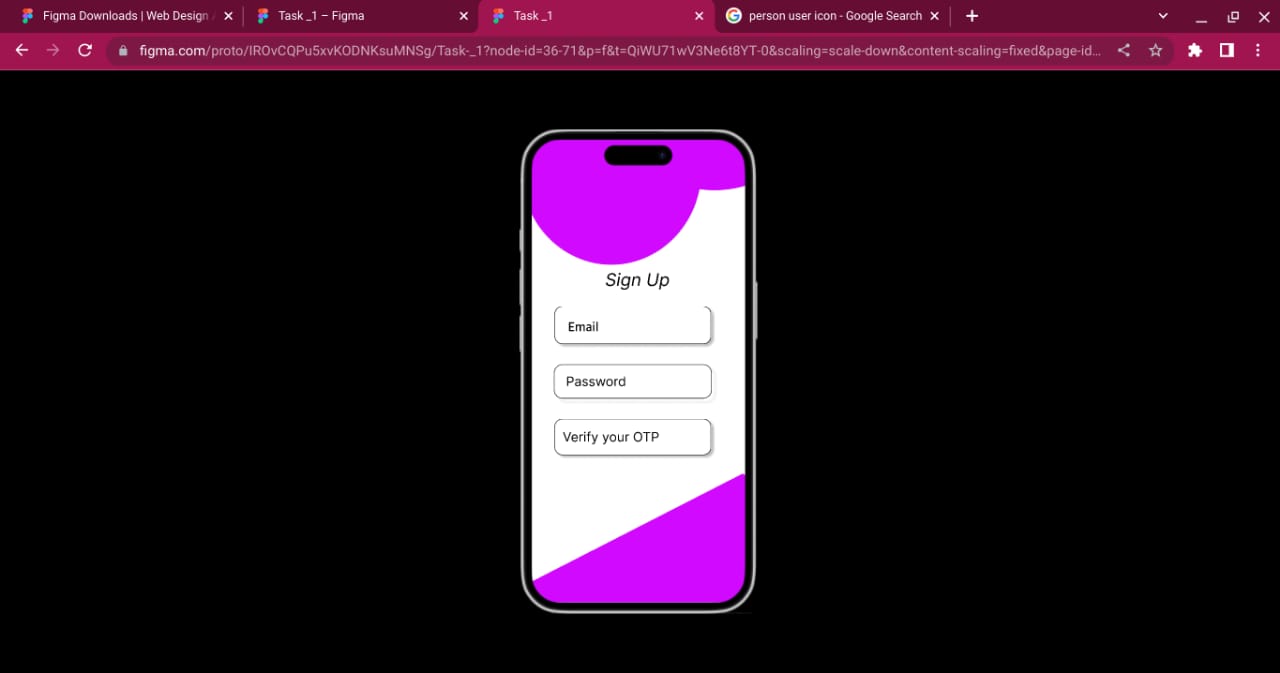 Figma Downloads | Web Design
Task _1 – Figma
Task _1
person user icon - Google Search
figma.com/proto/IROvCQPu5xvKODNKsuMNSg/Task-_1?node-id=36-71&p=f&t=QiWU71wV3Ne6t8YT-0&scaling=scale-down&content-scaling=fixed&page-id...
Sign Up
Email
Password
Verify your OTP